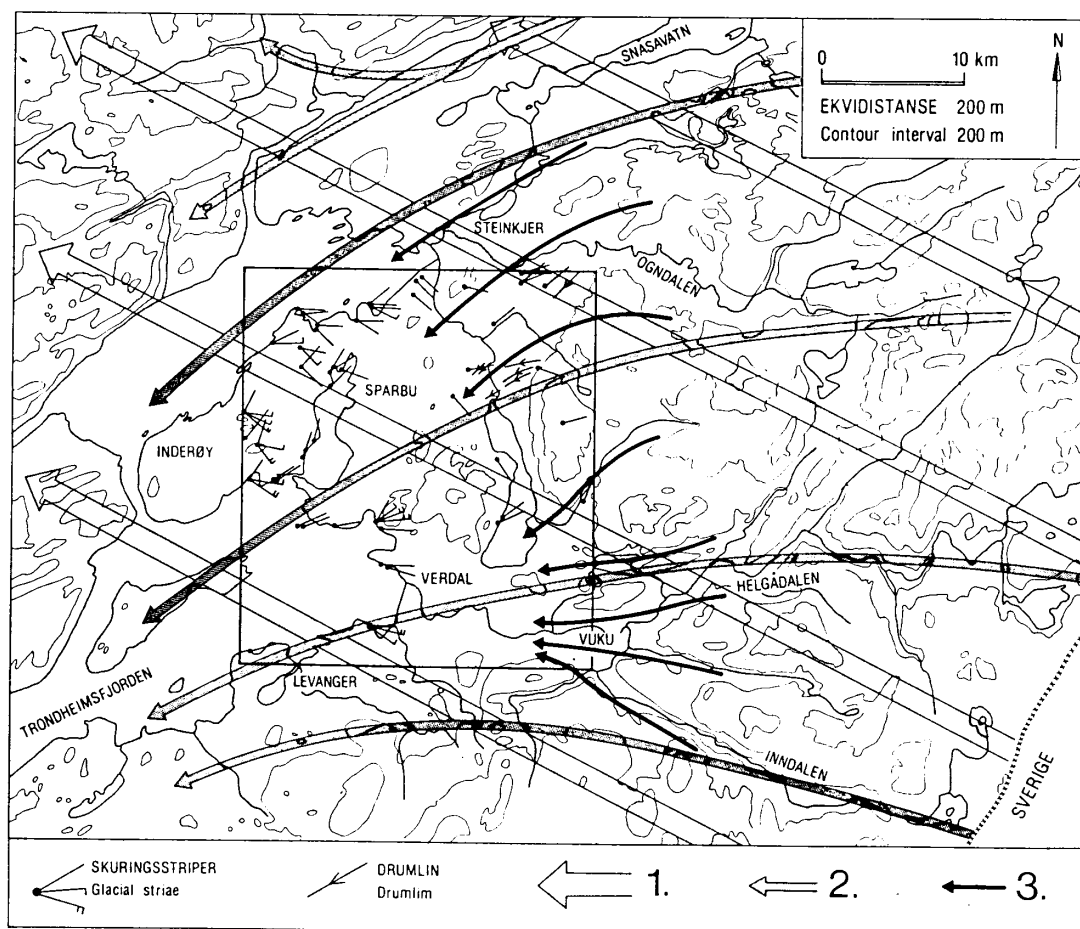 SNÅSAVATN
0 10 km
N
EKVIDISTANSE 200 m
Contour interval 200 m
STEINKJER
OGNDALEN
SPARBU
INDERØY
VERDAL
HELGÅDALEN
VUKU
LEVANGER
TRONDHEIMSFJORDEN
INNDALEN
SVERIGE
SKURINGSSTRIPER
Glacial striae
DRUMLIN
Drumlim
1.
2.
3.